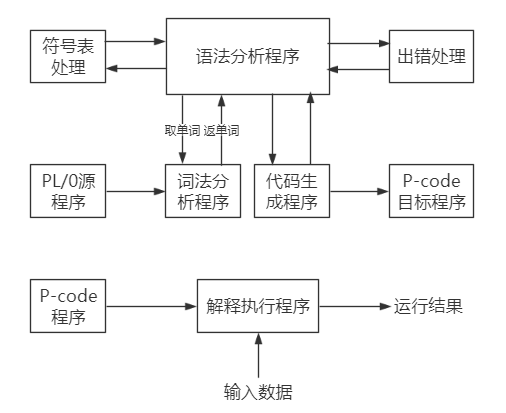 符号表
处理
语法分析程序
出错处理
取单词 返单词
PL/0源
程序
词法分
析程序
代码生
成程序
P-code
目标程序
P-code
程序
解释执行程序
运行结果
输入数据